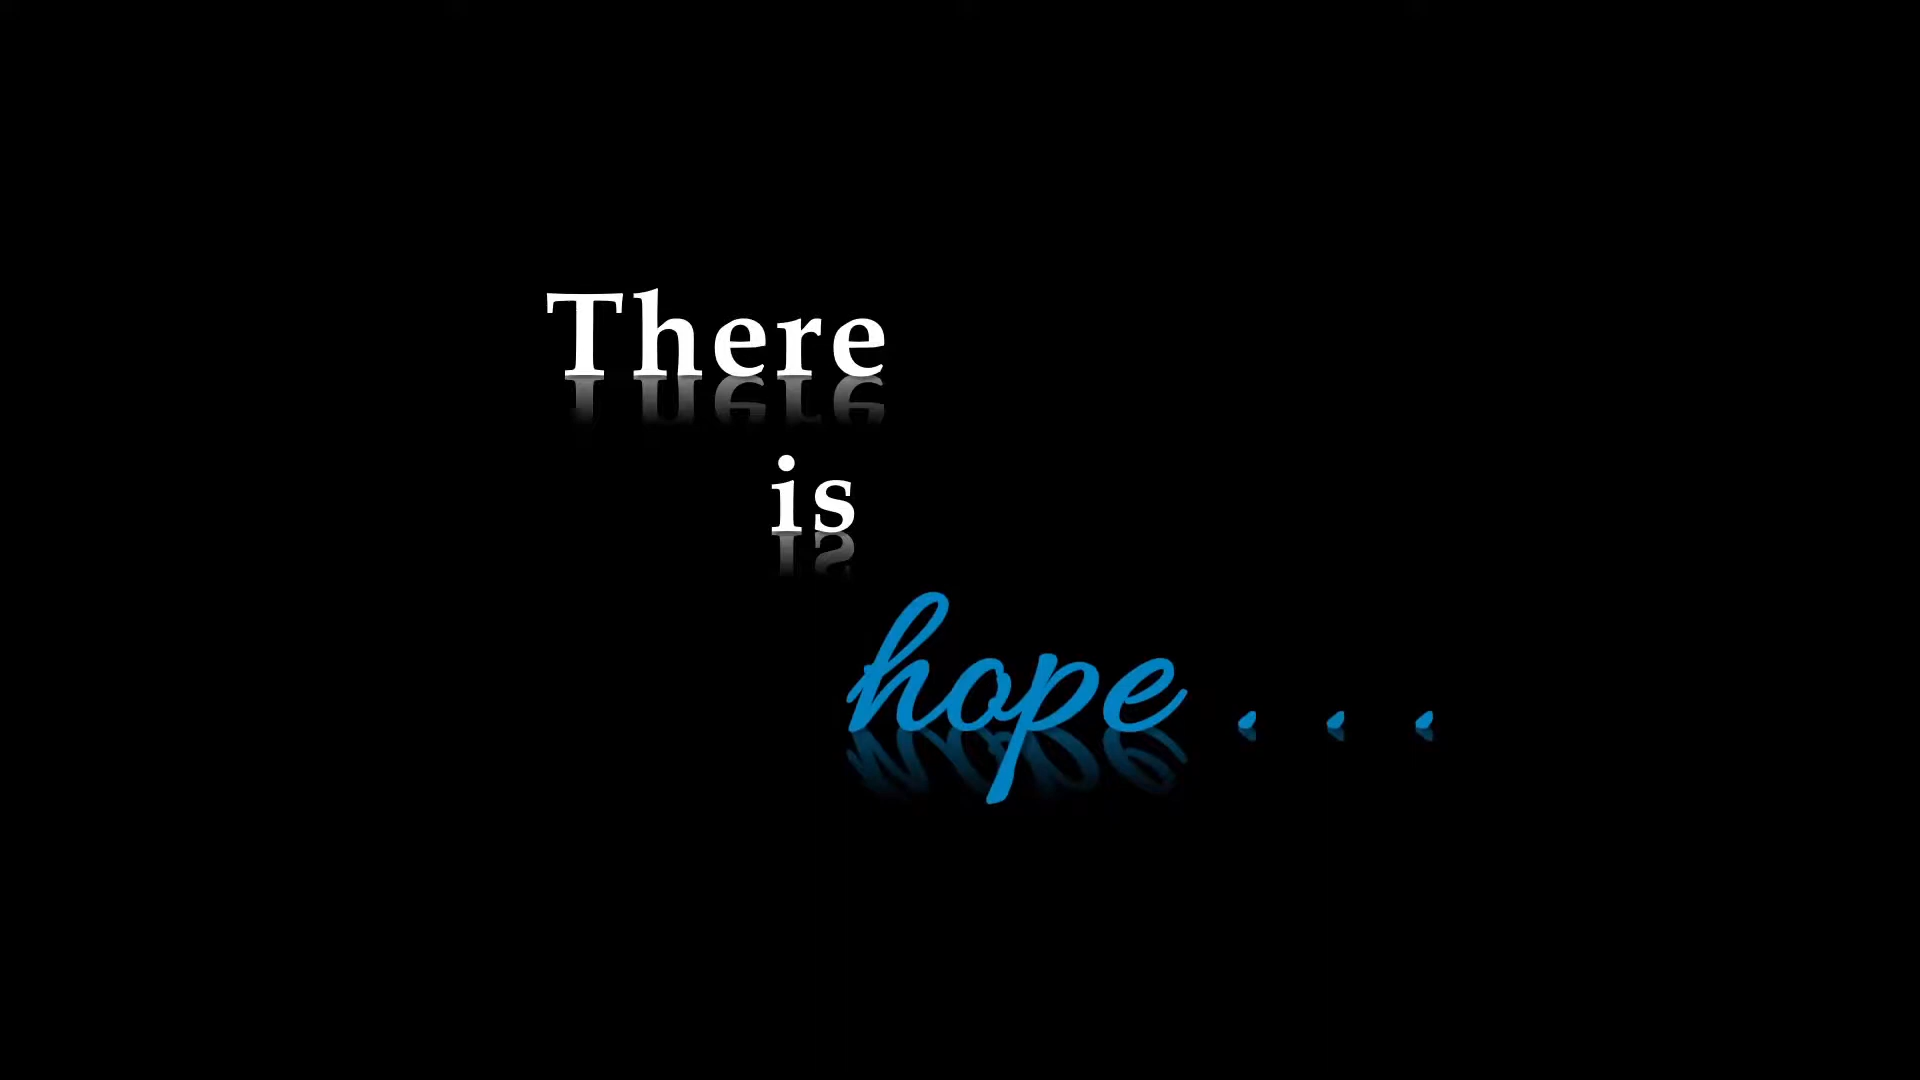 There
is
hope . . .